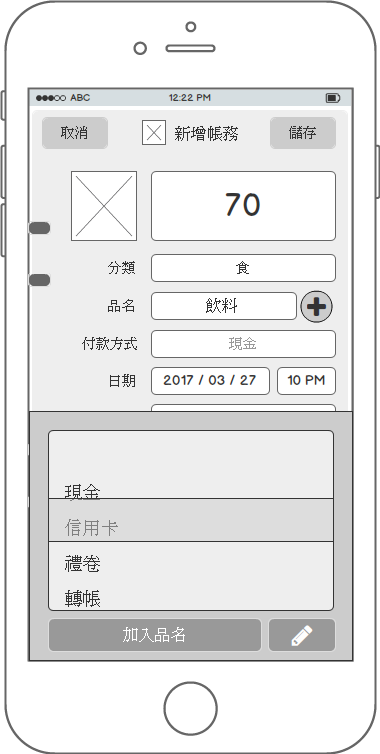 ABC 12:22 PM
取消 新增帳務 儲存
70
分類 食
品名 飲料
付款方式 現金
日期 2017 / 03 / 27 10 PM
現金
信用卡
禮卷
轉帳
加入品名